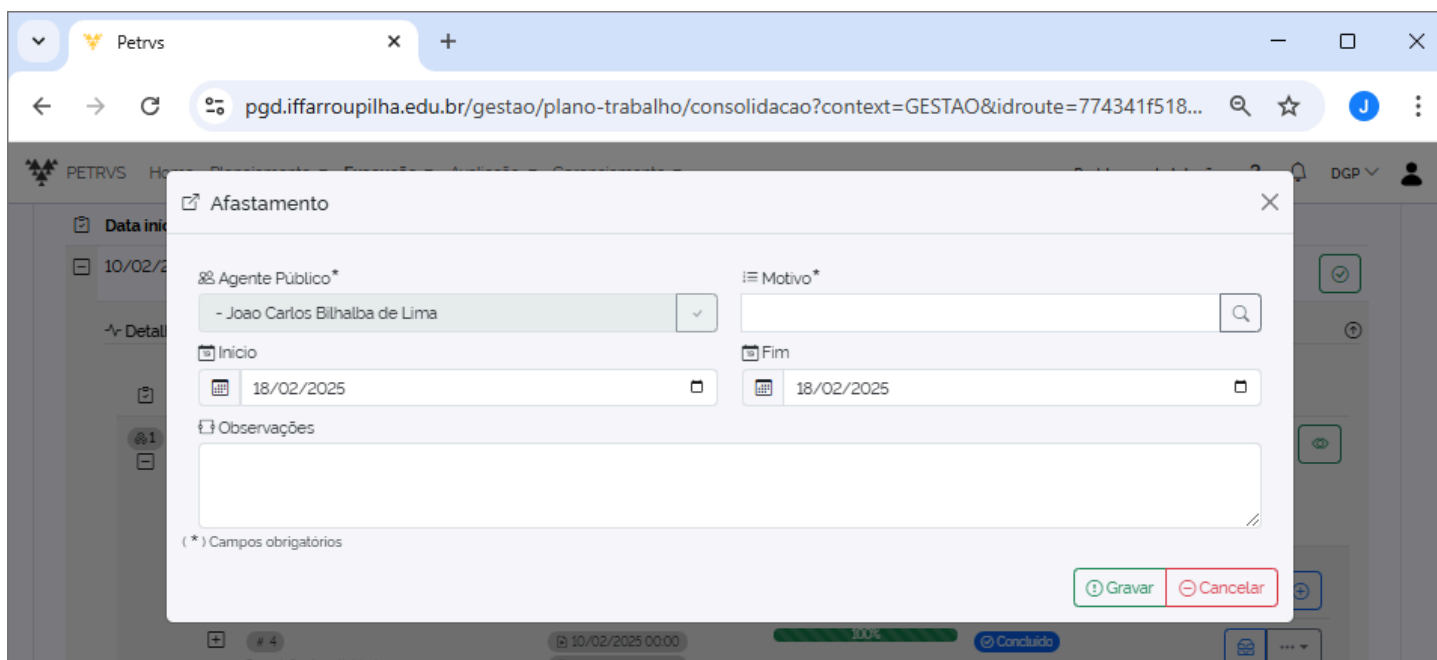 Petrvs
pgd.iffarroupilha.edu.br/gestao/plano-trabalho/consolidacao?context=GESTAO&idroute=774341f518...
J
PETRVS
DGP
Afastamento
Data iní
10/02/2
Agente Público*
Motivo*
- Joao Carlos Bilhalba de Lima
Detal
Início
Fim
18/02/2025
18/02/2025
Observações
1
( * ) Campos obrigatórios
Gravar
Cancelar
# 4
10/02/2025 00:00
100%
Concluído